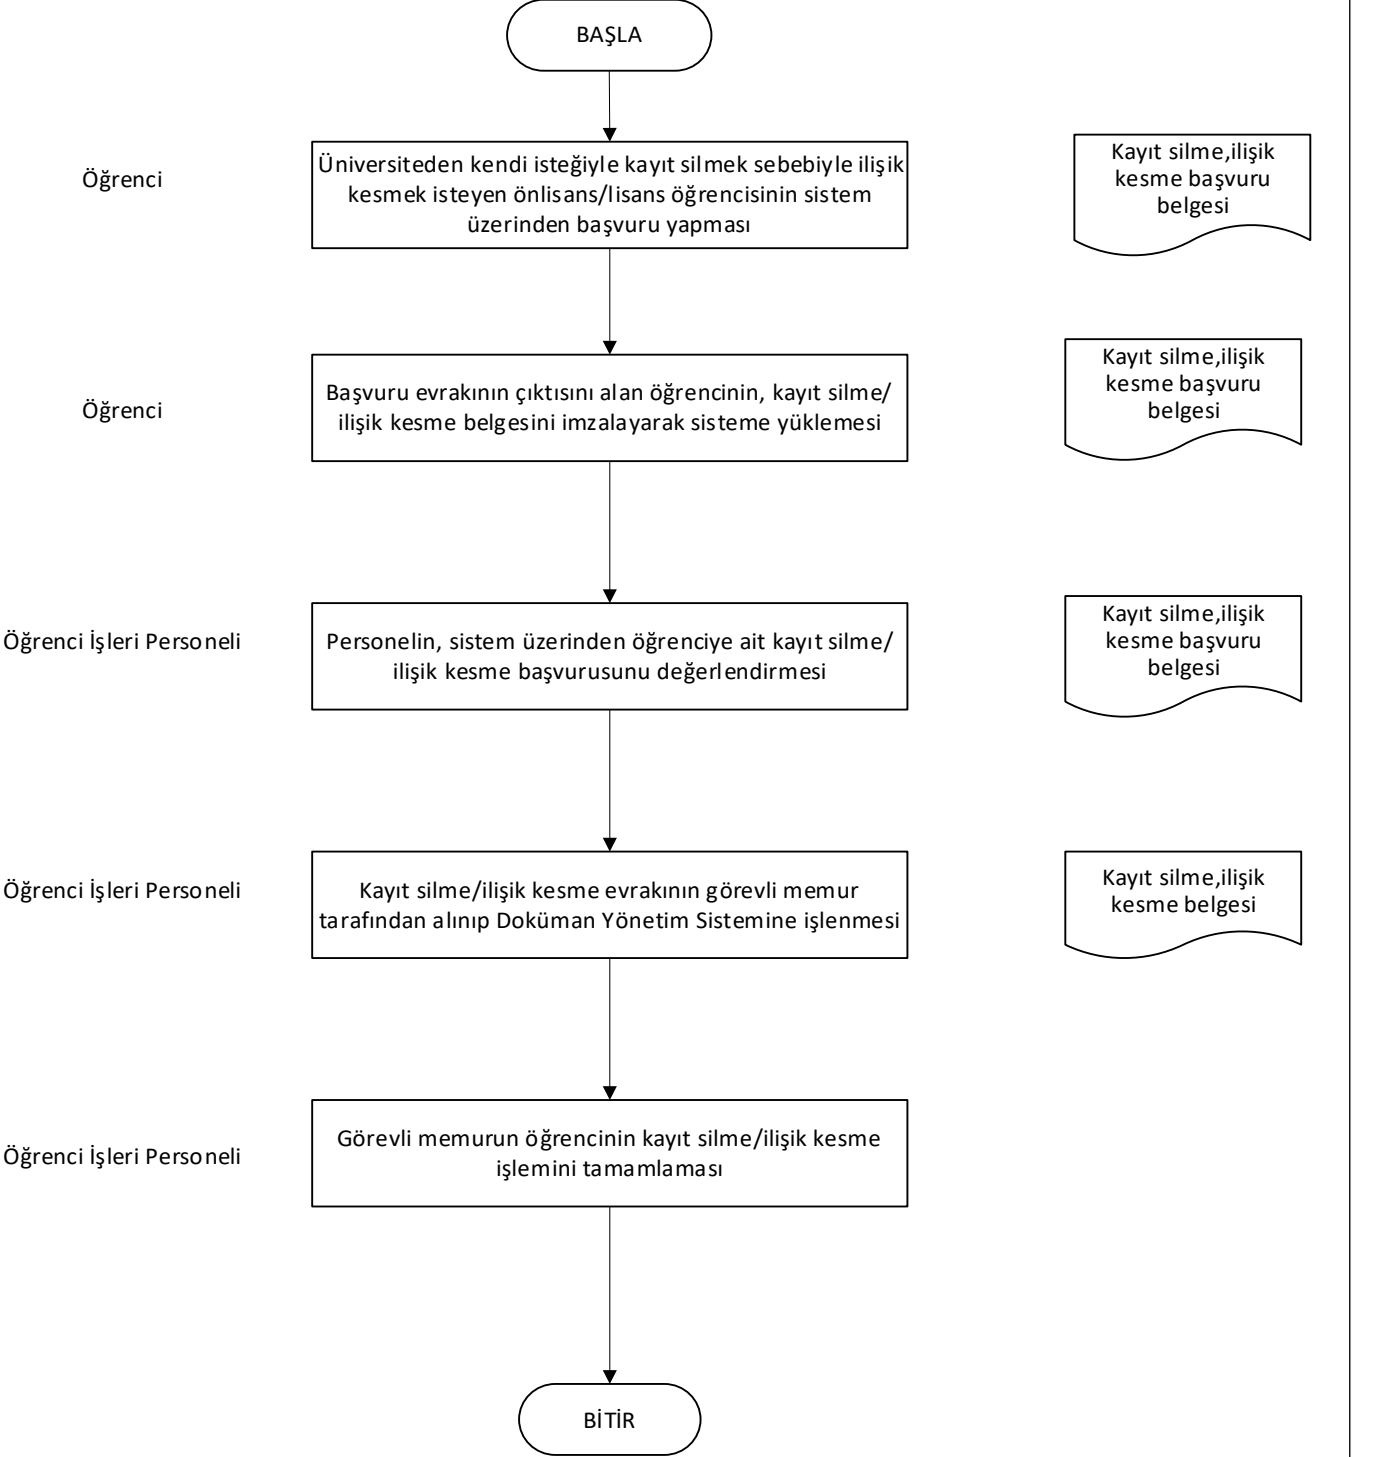 BAŞLA
Öğrenci
Üniversiteden kendi isteğiyle kayıt silmek sebebiyle ilişik
kesmek isteyen önlisans/lisans öğrencisinin sistem
üzerinden başvuru yapması
Kayıt silme,ilişik
kesme başvuru
belgesi
Öğrenci
Başvuru evrakının çıktısını alan öğrencinin, kayıt silme/
ilişik kesme belgesini imzalayarak sisteme yüklemesi
Kayıt silme,ilişik
kesme başvuru
belgesi
Öğrenci İşleri Personeli
Personelin, sistem üzerinden öğrenciye ait kayıt silme/
ilişik kesme başvurusunu değerlendirmesi
Kayıt silme,ilişik
kesme başvuru
belgesi
Öğrenci İşleri Personeli
Kayıt silme/ilişik kesme evrakının görevli memur
tarafından alınıp Doküman Yönetim Sistemine işlenmesi
Kayıt silme,ilişik
kesme belgesi
Öğrenci İşleri Personeli
Görevli memurun öğrencinin kayıt silme/ilişik kesme
işlemini tamamlaması
BİTİR